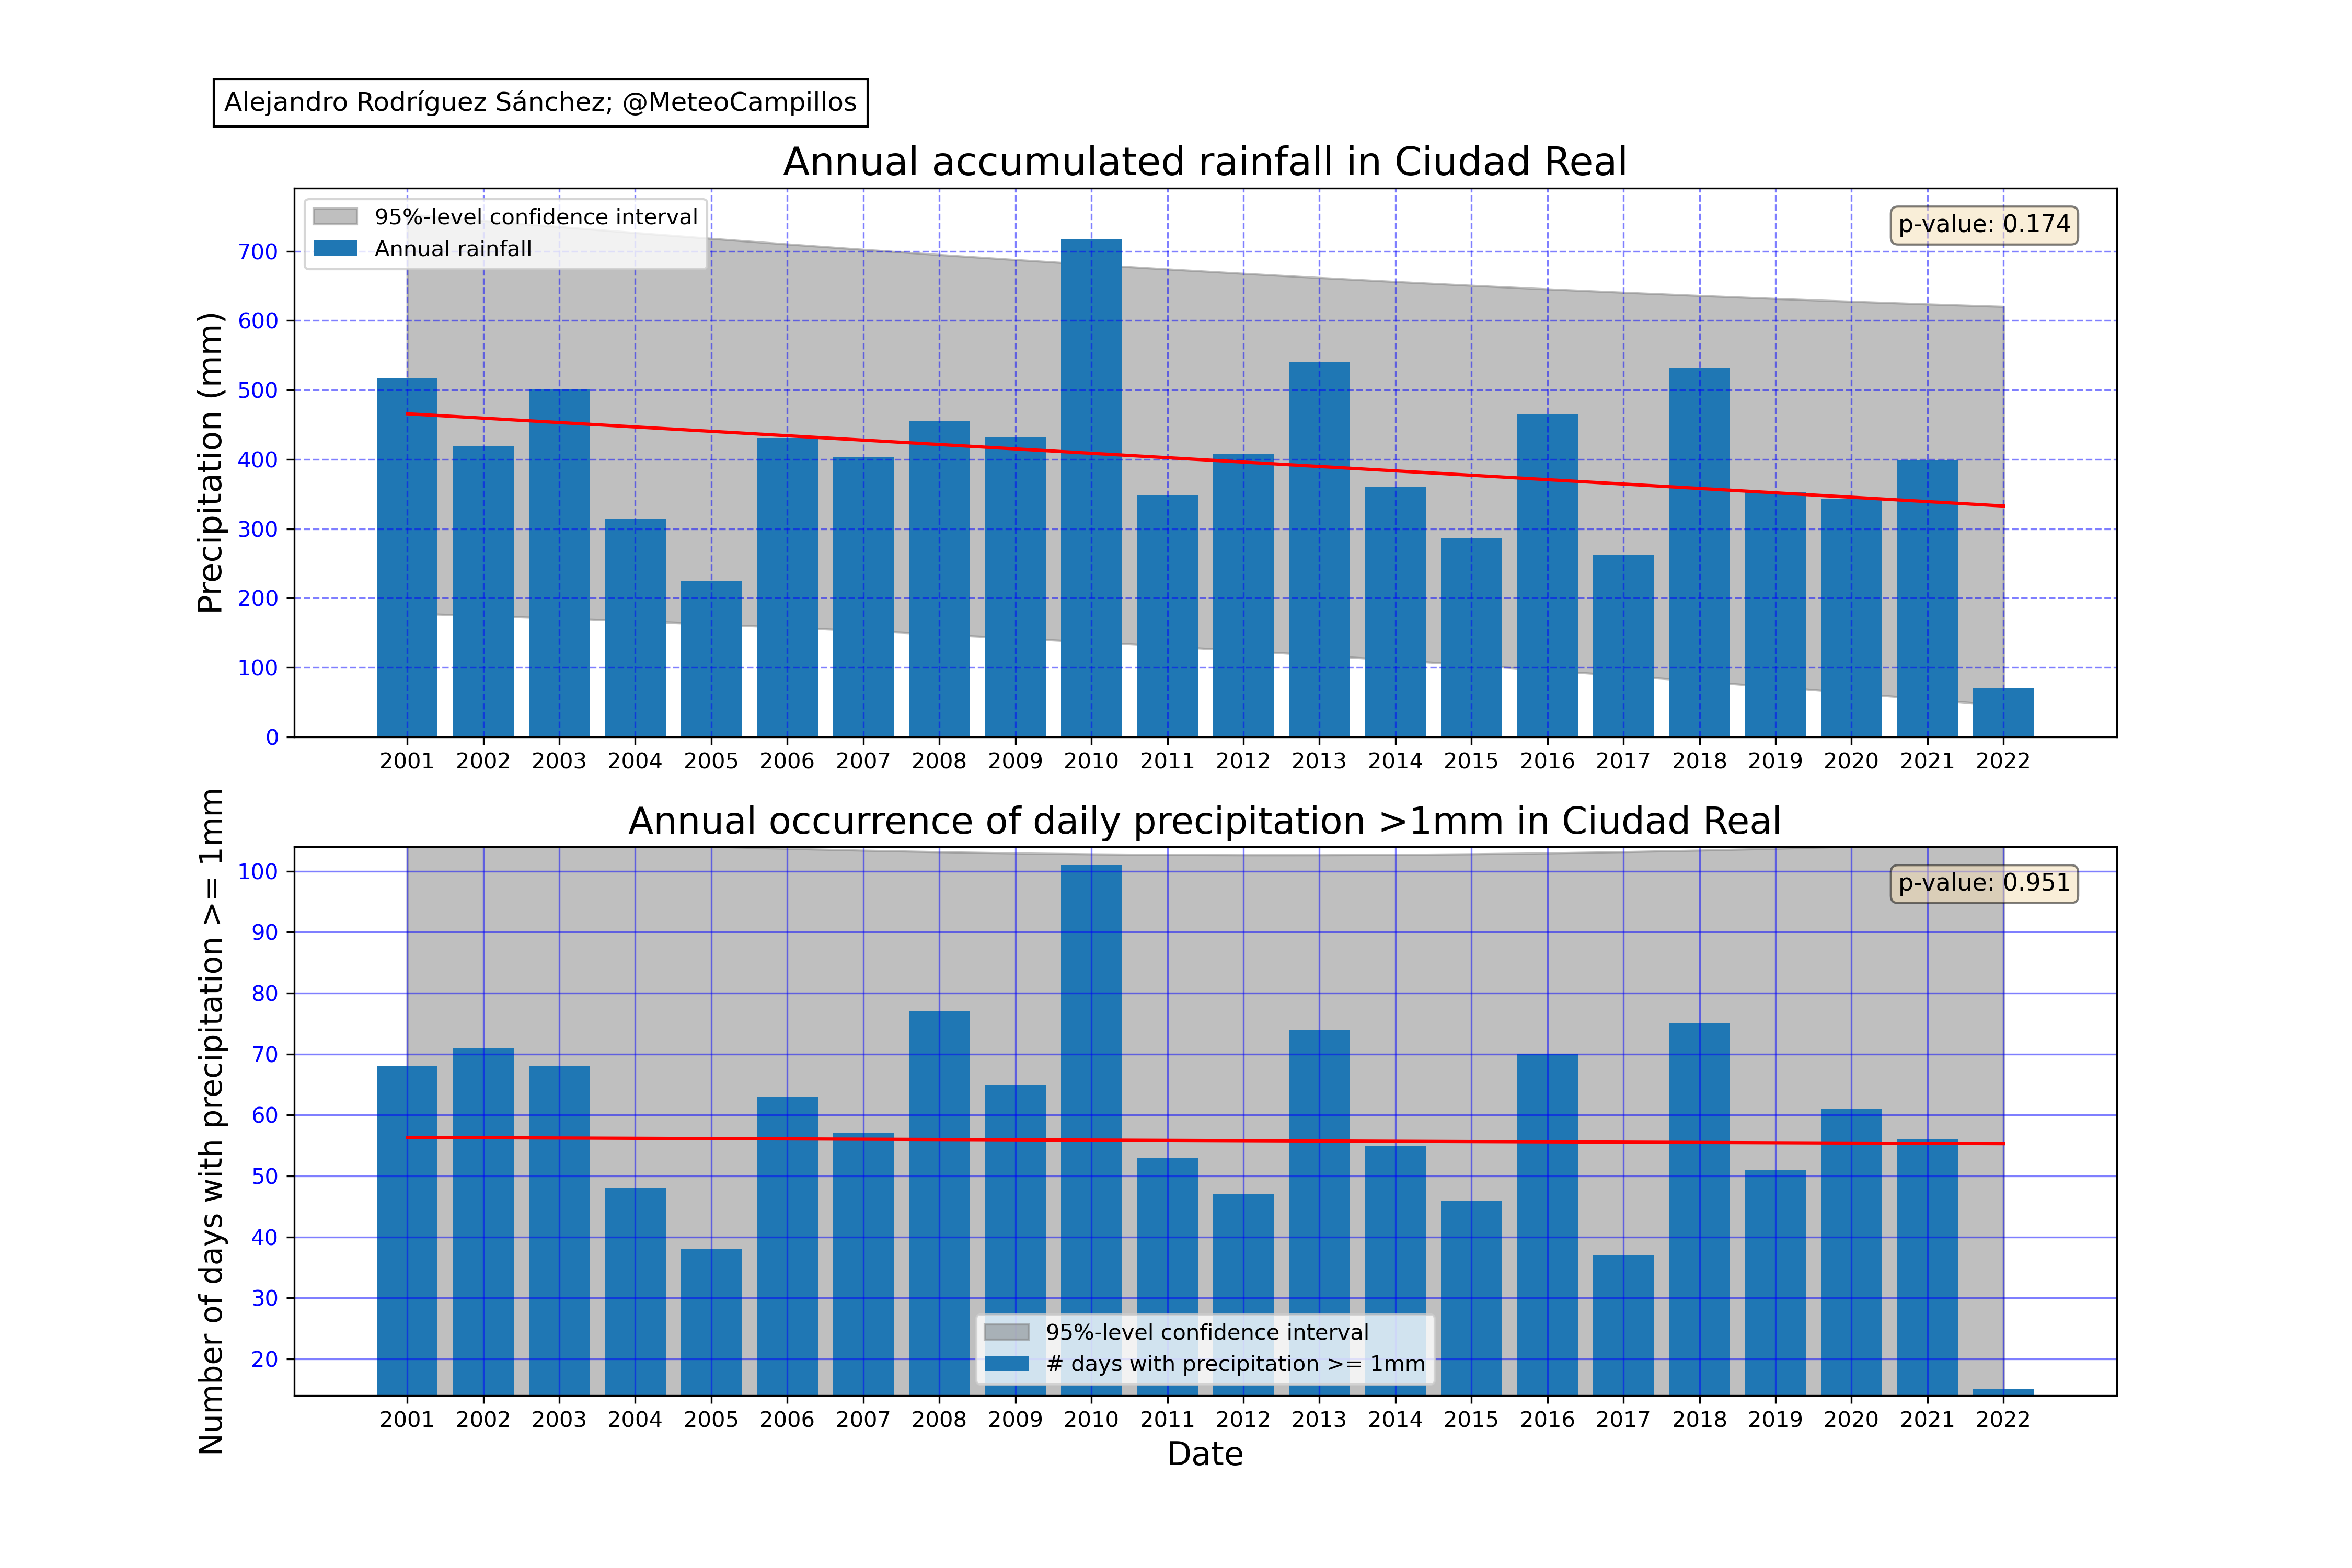 Alejandro Rodríguez Sánchez; @MeteoCampillos
Annual accumulated rainfall in Ciudad Real
95%-level confidence interval
Annual rainfall
p-value: 0.174
Precipitation (mm)
700
600
500
400
300
200
100
0
2001 2002 2003 2004 2005 2006 2007 2008 2009 2010 2011 2012 2013 2014 2015 2016 2017 2018 2019 2020 2021 2022
Annual occurrence of daily precipitation >1mm in Ciudad Real
p-value: 0.951
Number of days with precipitation >= 1mm
100
90
80
70
60
50
40
30
20
95%-level confidence interval
# days with precipitation >= 1mm
2001 2002 2003 2004 2005 2006 2007 2008 2009 2010 2011 2012 2013 2014 2015 2016 2017 2018 2019 2020 2021 2022
Date